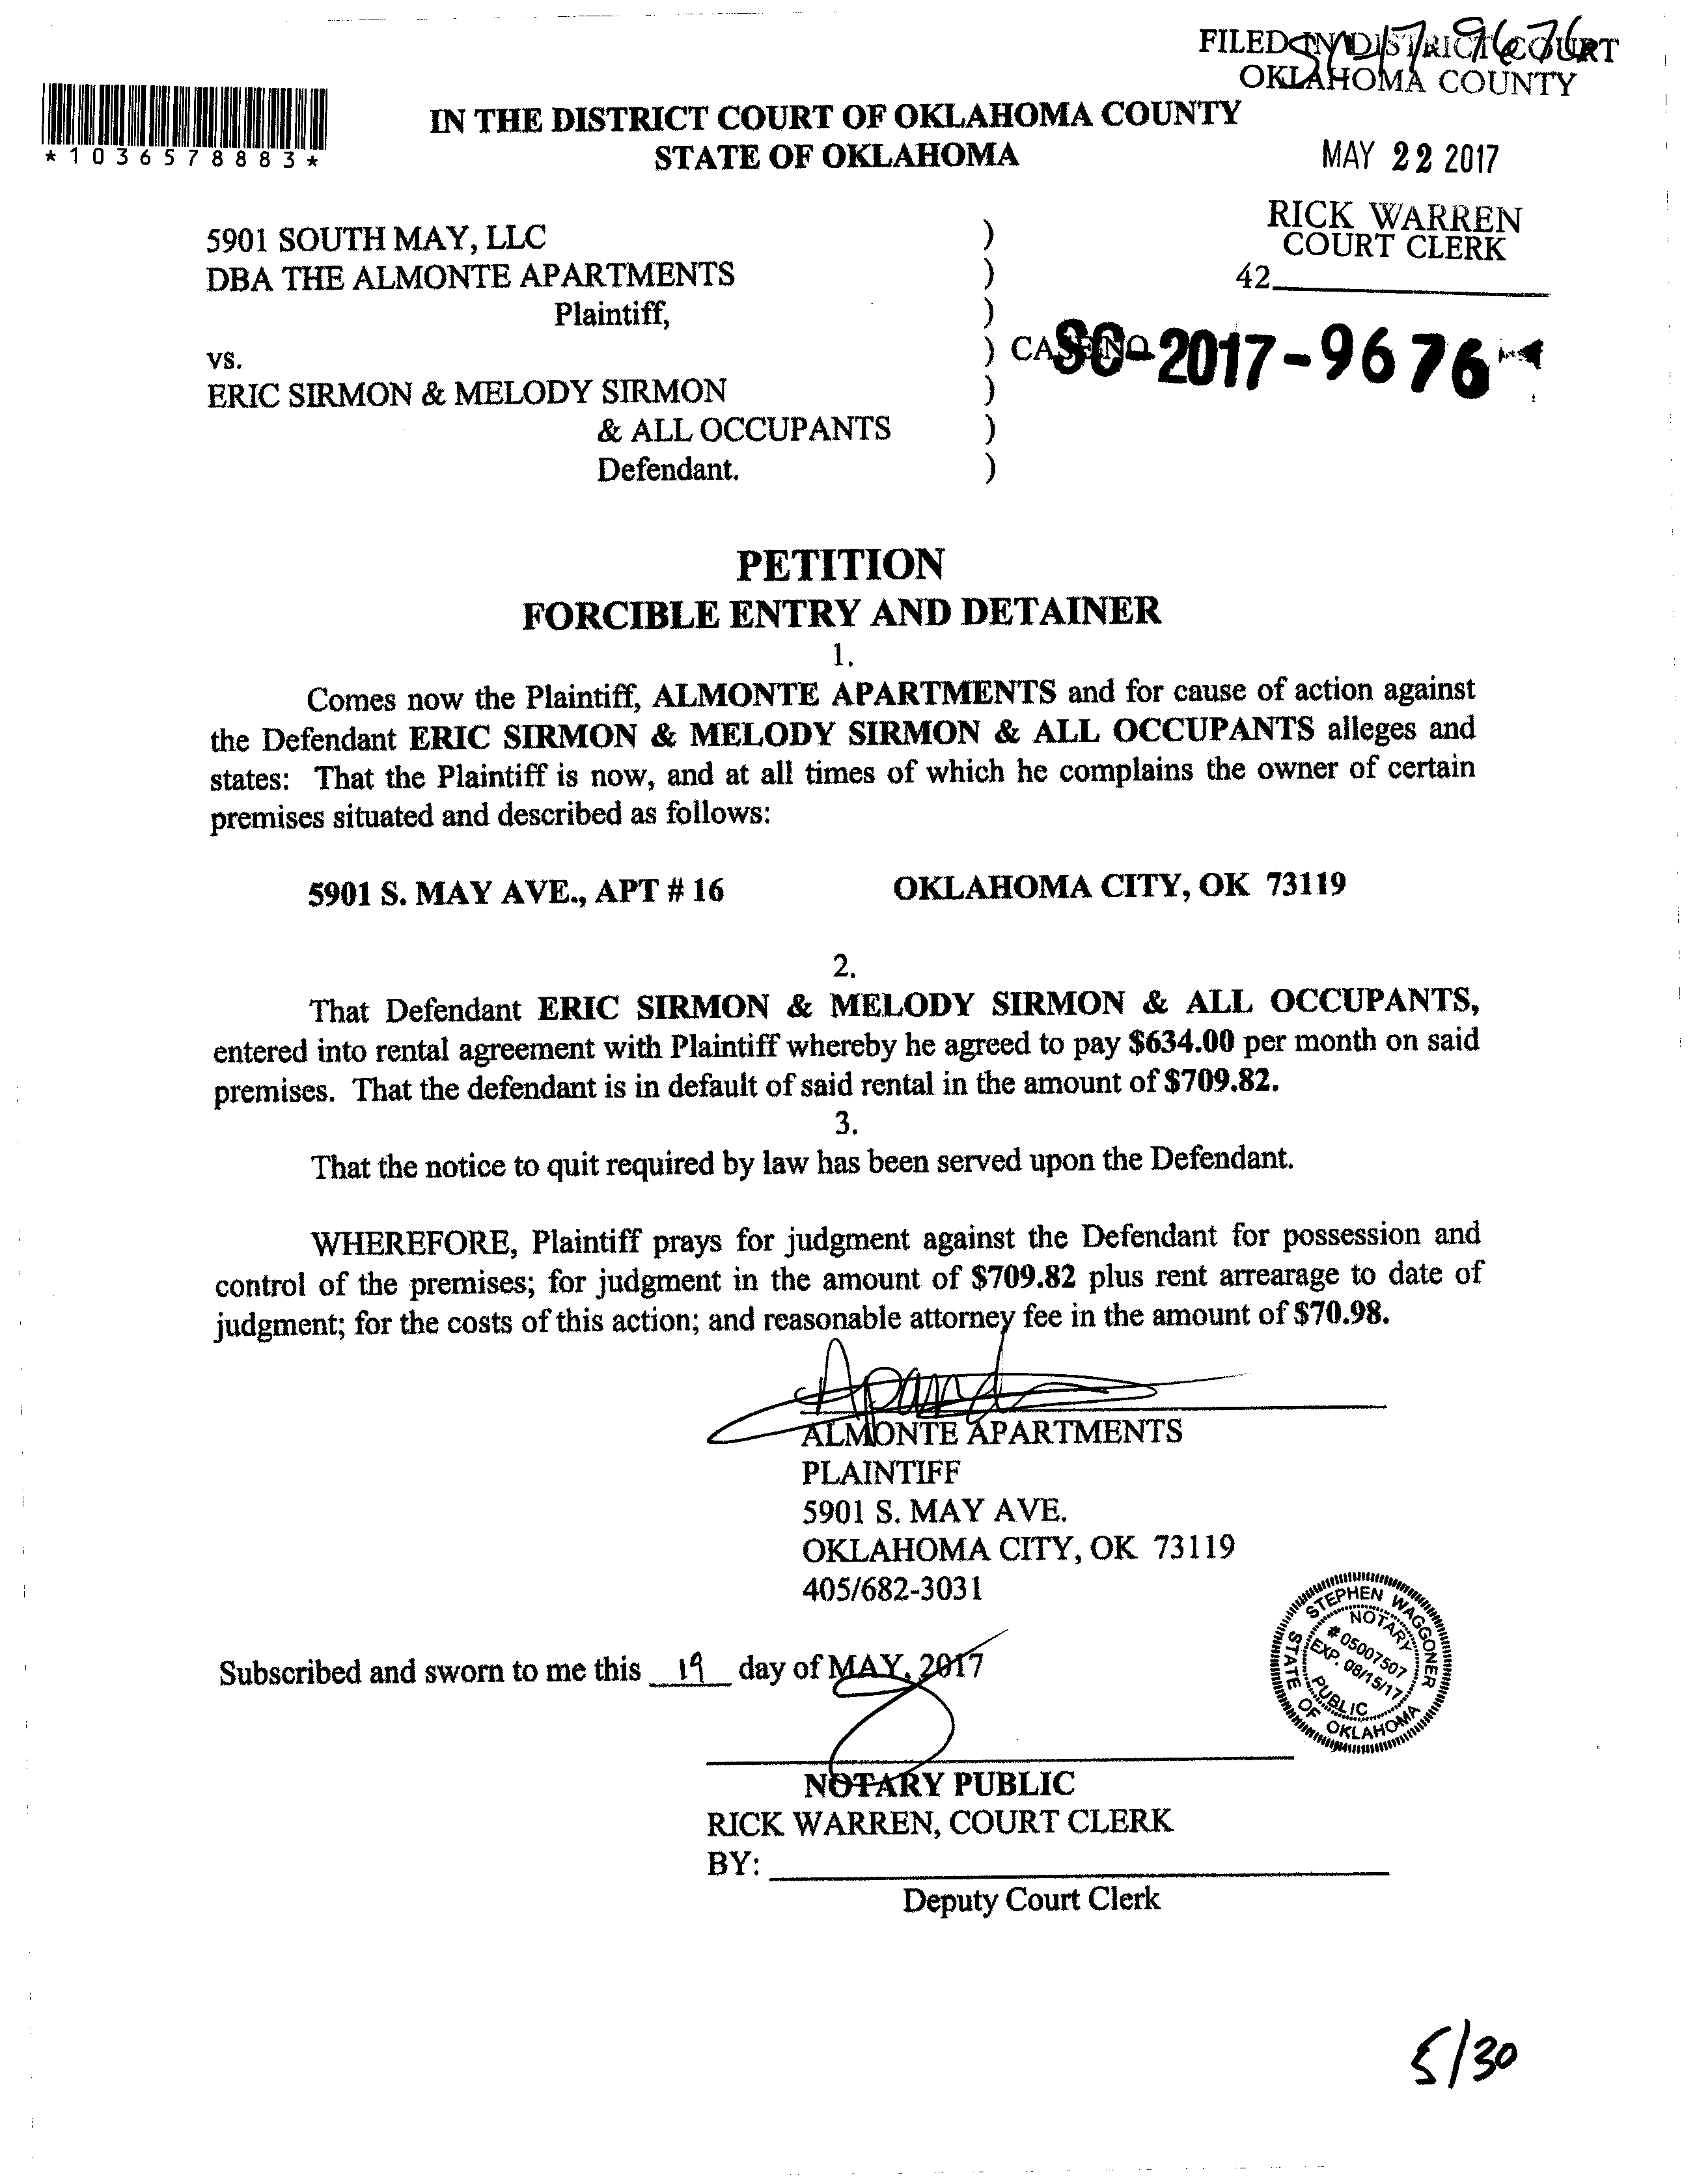 FILED IN DISTRICT COURT
OKLAHOMA COUNTY
SC-17-9676
*1036578883*
IN THE DISTRICT COURT OF OKLAHOMA COUNTY
STATE OF OKLAHOMA
MAY 22 2017
RICK WARREN
COURT CLERK
42
5901 SOUTH MAY, LLC )
DBA THE ALMONTE APARTMENTS )
Plaintiff, )
vs. ) CASE NO. SC-2017-9676
ERIC SIRMON & MELODY SIRMON )
& ALL OCCUPANTS )
Defendant. )
PETITION
FORCIBLE ENTRY AND DETAINER
1.
Comes now the Plaintiff, ALMONTE APARTMENTS and for cause of action against
the Defendant ERIC SIRMON & MELODY SIRMON & ALL OCCUPANTS alleges and
states: That the Plaintiff is now, and at all times of which he complains the owner of certain
premises situated and described as follows:
5901 S. MAY AVE., APT # 16 OKLAHOMA CITY, OK 73119
2.
That Defendant ERIC SIRMON & MELODY SIRMON & ALL OCCUPANTS,
entered into rental agreement with Plaintiff whereby he agreed to pay $634.00 per month on said
premises. That the defendant is in default of said rental in the amount of $709.82.
3.
That the notice to quit required by law has been served upon the Defendant.
WHEREFORE, Plaintiff prays for judgment against the Defendant for possession and
control of the premises; for judgment in the amount of $709.82 plus rent arrearage to date of
judgment; for the costs of this action; and reasonable attorney fee in the amount of $70.98.
ALMONTE APARTMENTS
PLAINTIFF
5901 S. MAY AVE.
OKLAHOMA CITY, OK 73119
405/682-3031
Subscribed and sworn to me this 19 day of MAY, 2017
STEPHEN WAGGONER
NOTARY
# 05007507
EXP. 08/15/17
PUBLIC
STATE OF OKLAHOMA
NOTARY PUBLIC
RICK WARREN, COURT CLERK
BY:
Deputy Court Clerk
5/30